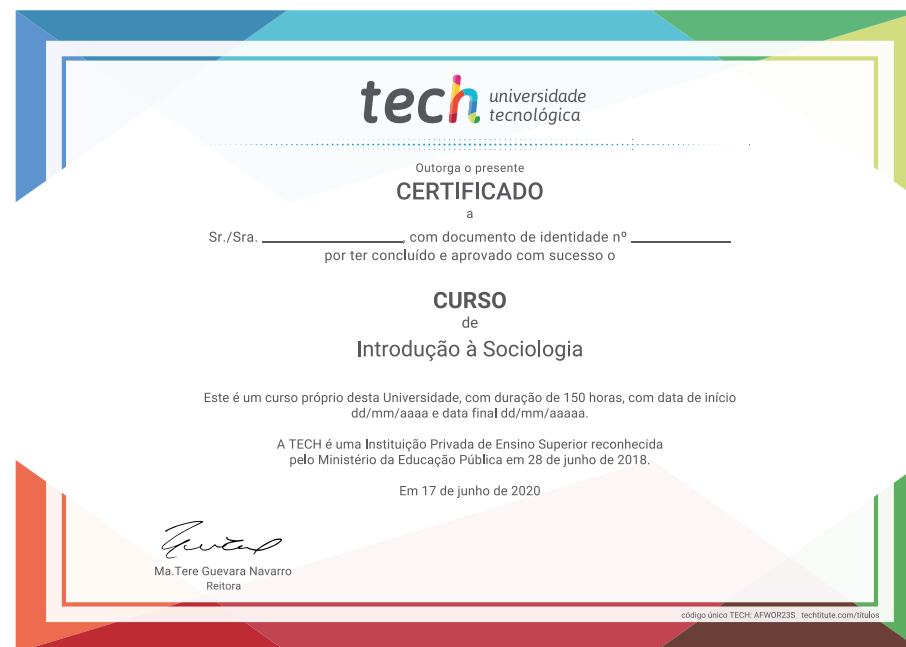 tech universidade
tecnológica
Outorga o presente
CERTIFICADO
a
Sr./Sra. ________________, com documento de identidade nº ____________
por ter concluído e aprovado com sucesso o
CURSO
de
Introdução à Sociologia
Este é um curso próprio desta Universidade, com duração de 150 horas, com data de início
dd/mm/aaaa e data final dd/mm/aaaaa.
A TECH é uma Instituição Privada de Ensino Superior reconhecida
pelo Ministério da Educação Pública em 28 de junho de 2018.
Em 17 de junho de 2020
Ma.Tere Guevara Navarro
Reitora
código único TECH: AFWOR23S techtitute.com/titulos